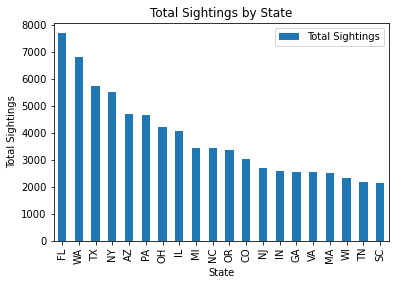 Total Sightings by State
Total Sightings
Total Sightings
8000
7000
6000
5000
4000
3000
2000
1000
0
FL WA TX NY AZ PA OH IL MI NC OR CO NJ IN GA VA MA WI TN SC
State